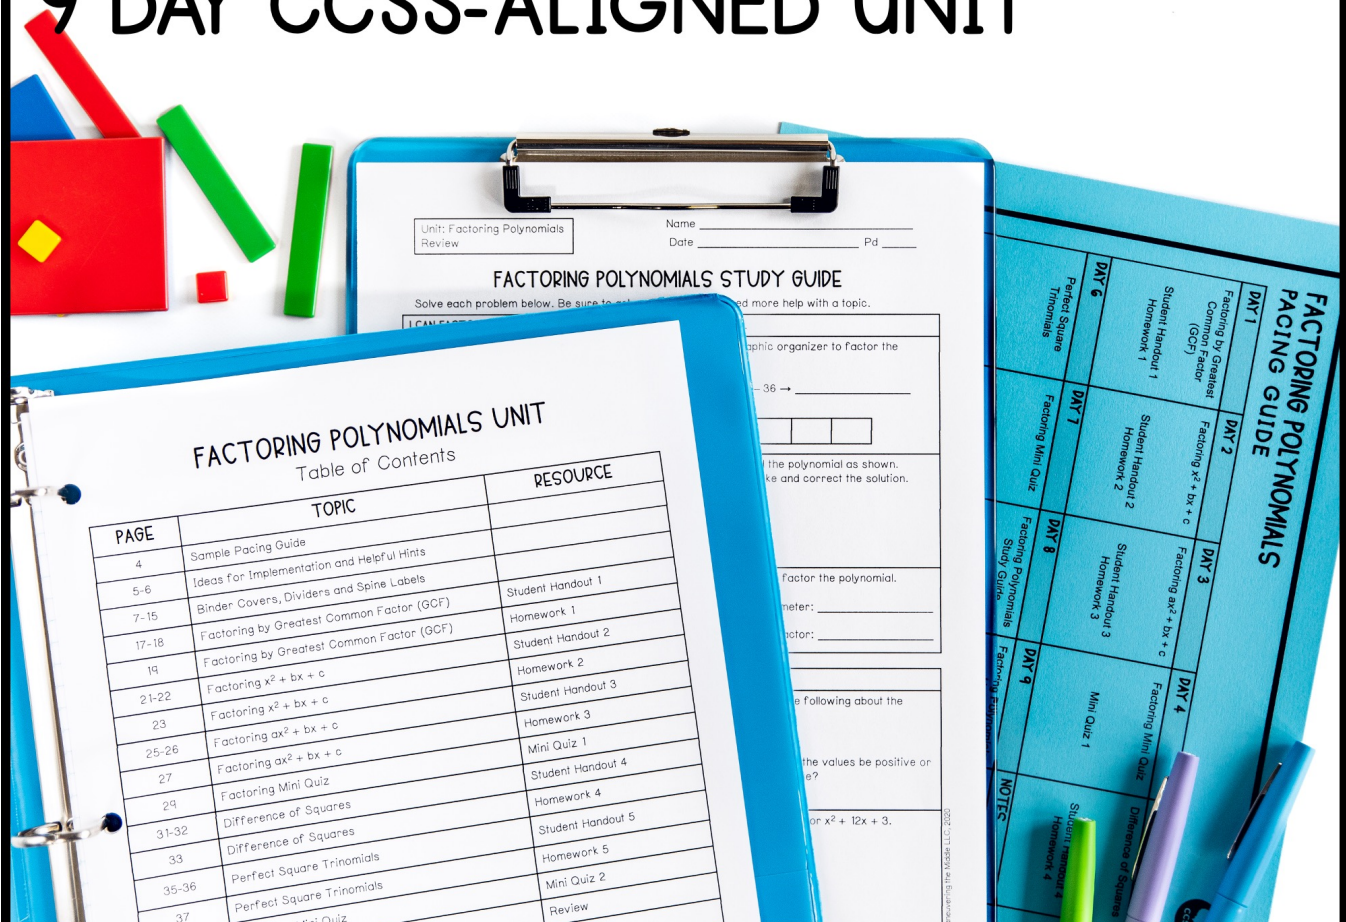 9 DAY CCSS-ALIGNED UNIT
Unit: Factoring Polynomials
Review
Name
Date Pd
FACTORING POLYNOMIALS STUDY GUIDE
Solve each problem below. Be sure to ed more help with a topic.
I CAN FACT
aphic organizer to factor the
- 36 →
the polynomial as shown.
ke and correct the solution.
factor the polynomial.
meter:
actor:
e following about the
the values be positive or
e?
or x² + 12x + 3.
Maneuvering the Middle LLC, 2020
FACTORING POLYNOMIALS UNIT
Table of Contents
PAGE TOPIC RESOURCE
4 Sample Pacing Guide
5-6 Ideas for Implementation and Helpful Hints
7-15 Binder Covers, Dividers and Spine Labels
17-18 Factoring by Greatest Common Factor (GCF) Student Handout 1
19 Factoring by Greatest Common Factor (GCF) Homework 1
21-22 Factoring x² + bx + c Student Handout 2
23 Factoring x² + bx + c Homework 2
25-26 Factoring ax² + bx + c Student Handout 3
27 Factoring ax² + bx + c Homework 3
29 Factoring Mini Quiz Mini Quiz 1
31-32 Difference of Squares Student Handout 4
33 Difference of Squares Homework 4
35-36 Perfect Square Trinomials Student Handout 5
37 Perfect Square Trinomials Homework 5
Mini Quiz Mini Quiz 2
Review
FACTORING POLYNOMIALS
PACING GUIDE
DAY 1
Factoring by Greatest
Common Factor
(GCF)
Student Handout 1
Homework 1
DAY 2
Factoring x² + bx + c
Student Handout 2
Homework 2
DAY 3
Factoring ax² + bx + c
Student Handout 3
Homework 3
DAY 4
Factoring Mini Quiz
Mini Quiz 1
Difference of Squares
Student Handout 4
Homework 4
DAY 6
Perfect Square
Trinomials
DAY 7
Factoring Mini Quiz
DAY 8
Factoring Polynomials
Study Guide
DAY 9
Factoring Polynomials
NOTES